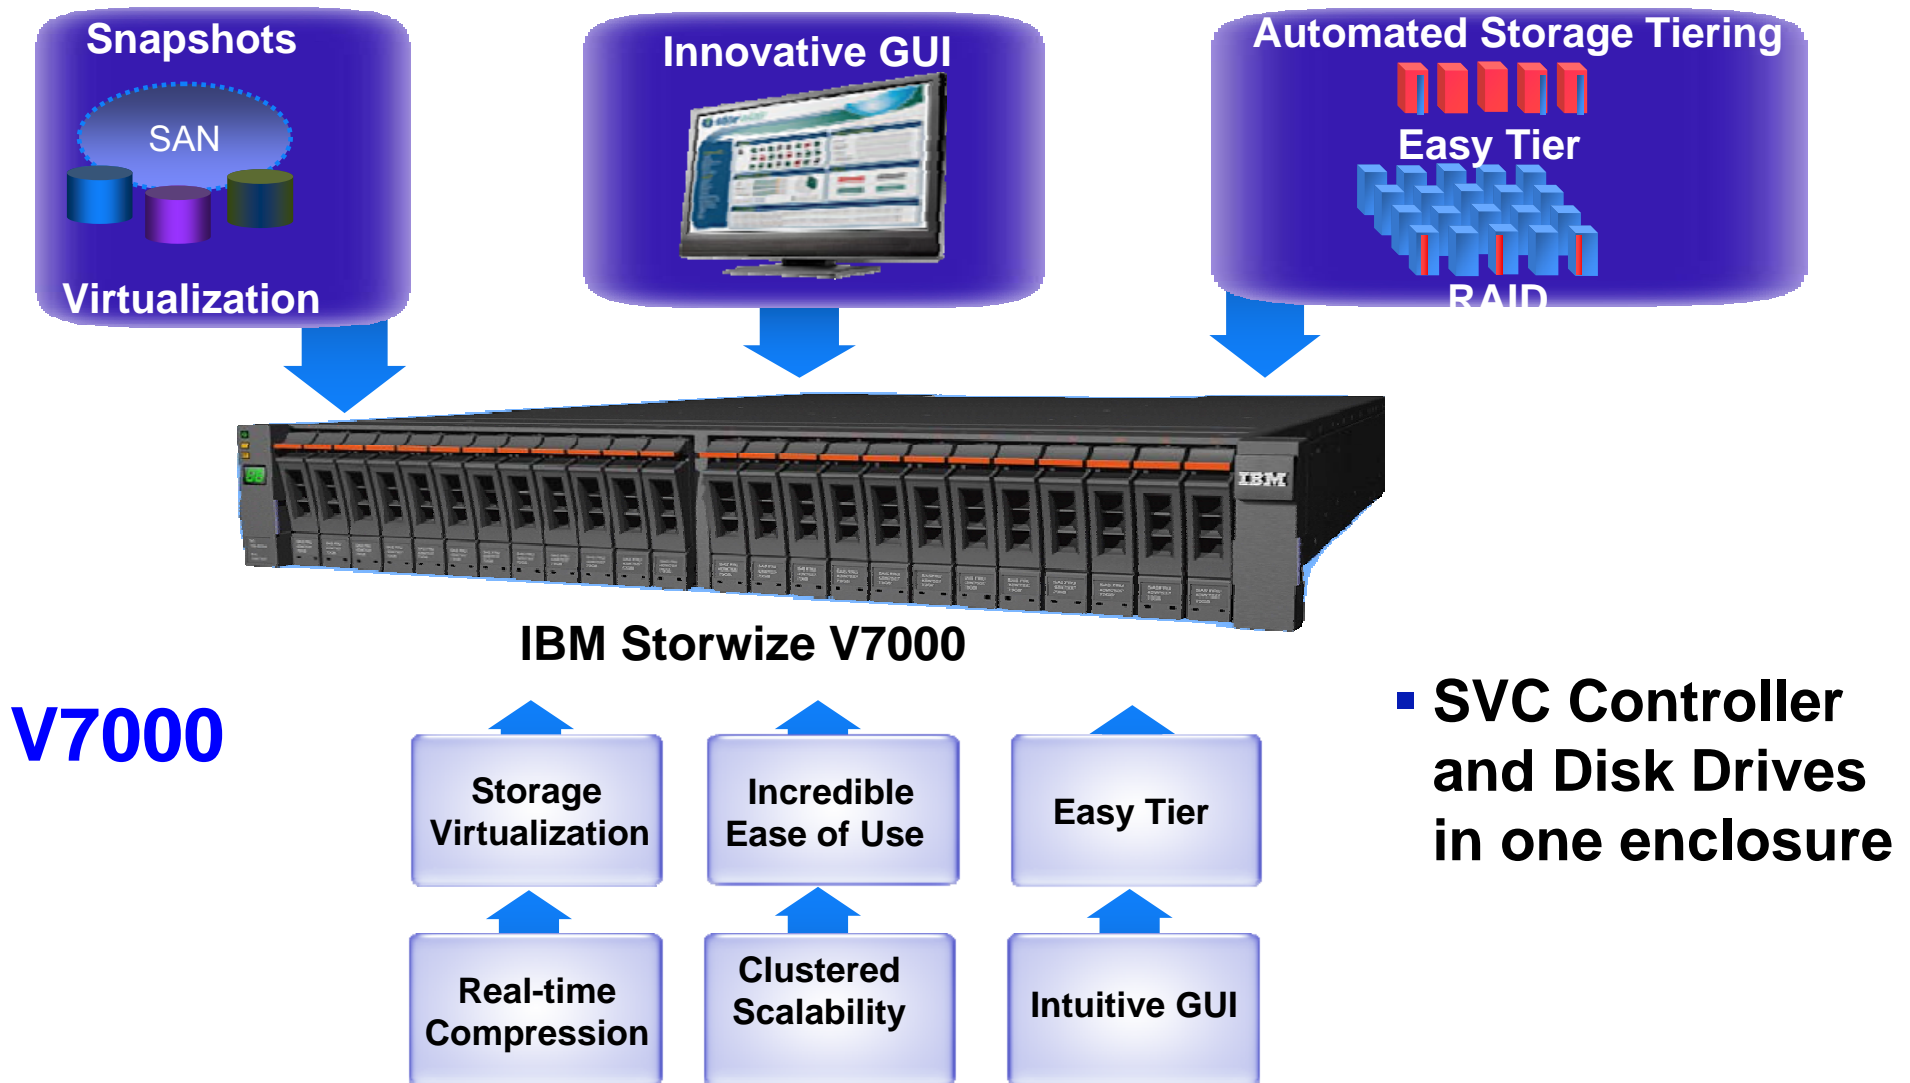 Snapshots
SAN
Virtualization
Innovative GUI
Automated Storage Tiering
Easy Tier
RAID
IBM
IBM Storwize V7000
V7000
Storage
Virtualization
Incredible
Ease of Use
Easy Tier
Real-time
Compression
Clustered
Scalability
Intuitive GUI
SVC Controller
and Disk Drives
in one enclosure